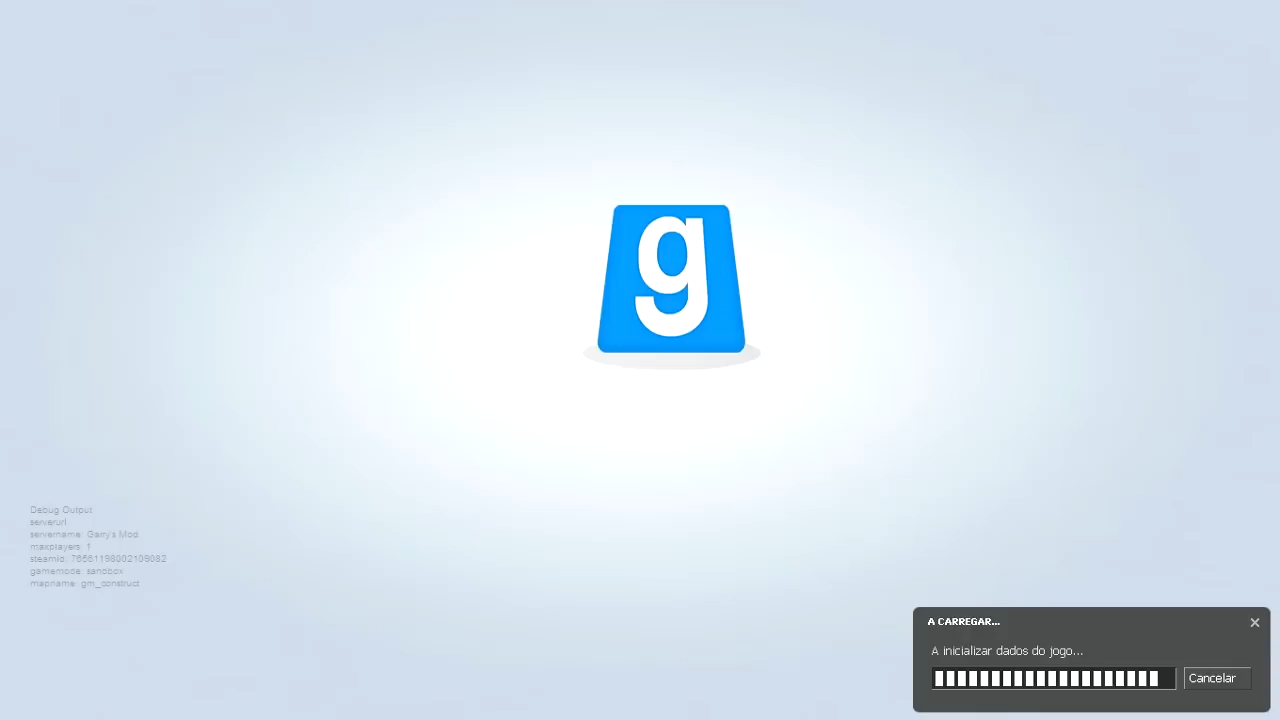 g
Debug Output
serverurl
servername: Garry's Mod
maxplayers: 1
steamid: 76561198002109082
gamemode: sandbox
mapname: gm_construct
A CARREGAR...
A inicializar dados do jogo...
Cancelar